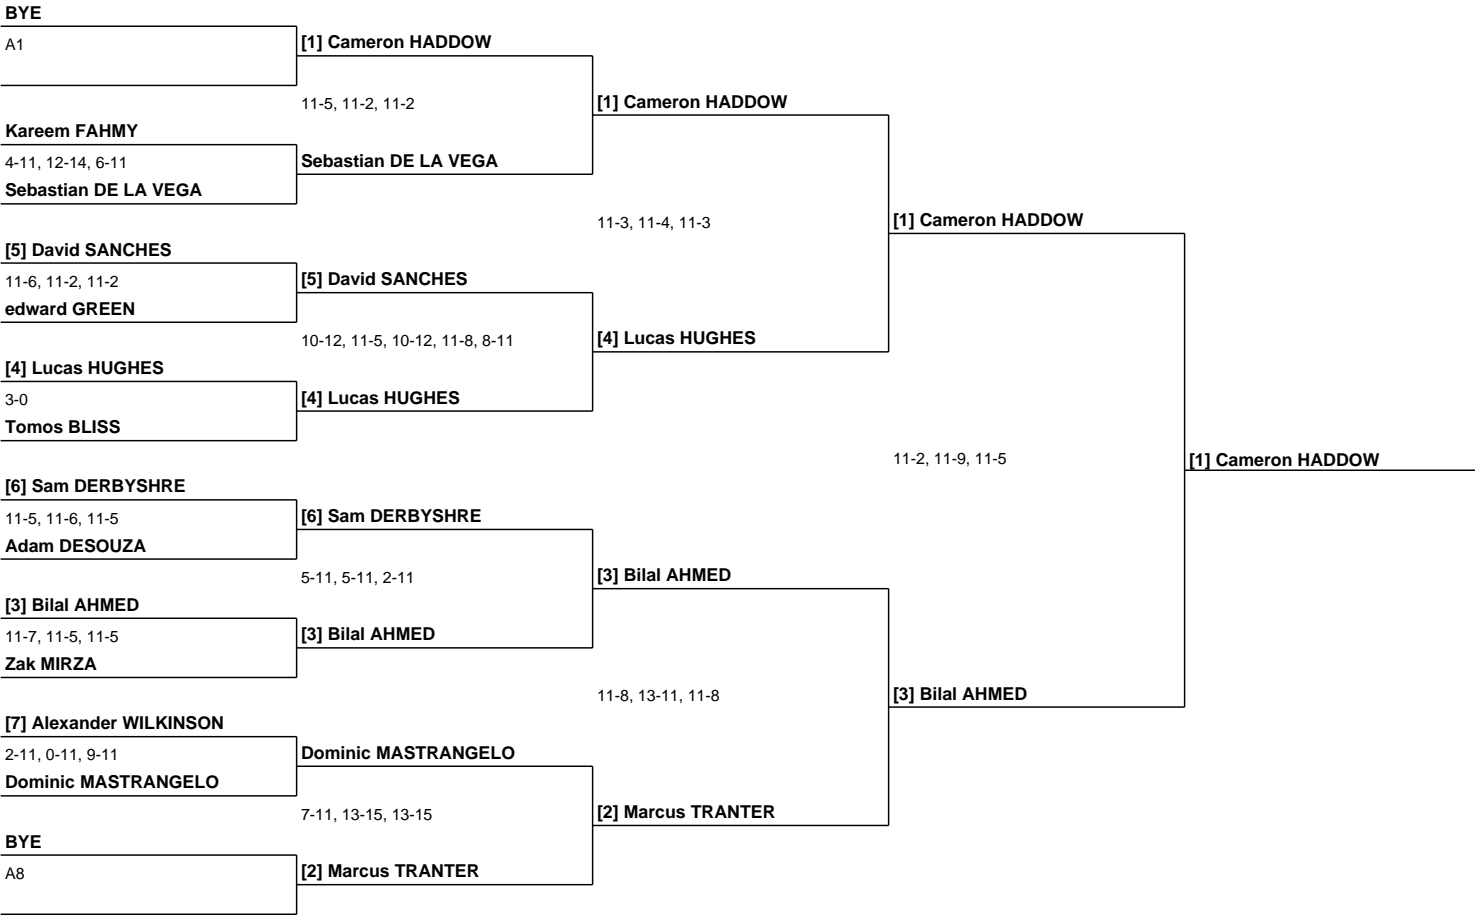 BYE
A1
Kareem FAHMY
4-11, 12-14, 6-11
Sebastian DE LA VEGA
[5] David SANCHES
11-6, 11-2, 11-2
edward GREEN
[4] Lucas HUGHES
3-0
Tomos BLISS
[6] Sam DERBYSHRE
11-5, 11-6, 11-5
Adam DESOUZA
[3] Bilal AHMED
11-7, 11-5, 11-5
Zak MIRZA
[7] Alexander WILKINSON
2-11, 0-11, 9-11
Dominic MASTRANGELO
BYE
A8
[1] Cameron HADDOW
11-5, 11-2, 11-2
Sebastian DE LA VEGA
[5] David SANCHES
10-12, 11-5, 10-12, 11-8, 8-11
[4] Lucas HUGHES
[6] Sam DERBYSHRE
5-11, 5-11, 2-11
[3] Bilal AHMED
Dominic MASTRANGELO
7-11, 13-15, 13-15
[2] Marcus TRANTER
[1] Cameron HADDOW
11-3, 11-4, 11-3
[4] Lucas HUGHES
[3] Bilal AHMED
11-8, 13-11, 11-8
[2] Marcus TRANTER
[1] Cameron HADDOW
11-2, 11-9, 11-5
[3] Bilal AHMED
[1] Cameron HADDOW